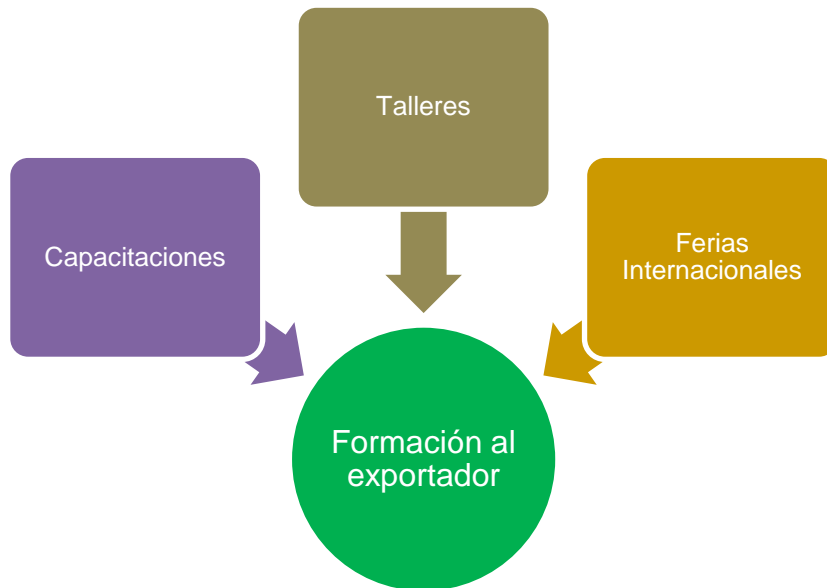 Talleres
Capacitaciones
Ferias
Internacionales
Formación al
exportador